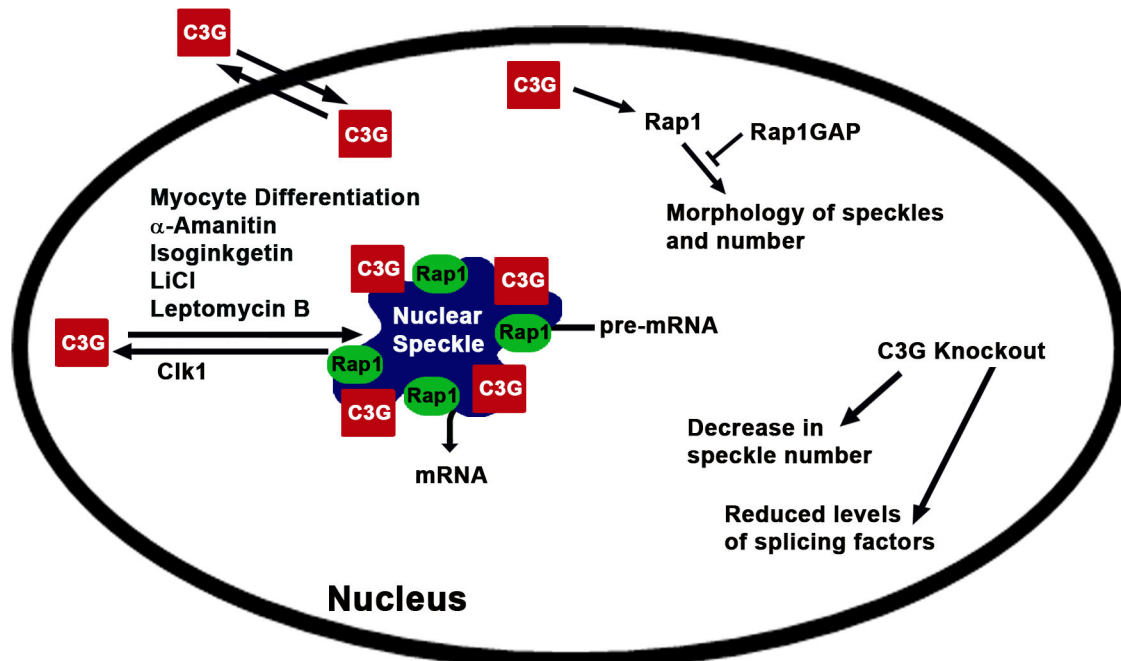 C3G
C3G
C3G
Rap1
Rap1GAP
Morphology of speckles
and number
Myocyte Differentiation
α-Amanitin
Isoginkgetin
LiCl
Leptomycin B
C3G
Clk1
C3G
Rap1
C3G
Nuclear
Speckle
Rap1
pre-mRNA
Rap1
C3G
Rap1
C3G
mRNA
C3G Knockout
Decrease in
speckle number
Reduced levels
of splicing factors
Nucleus